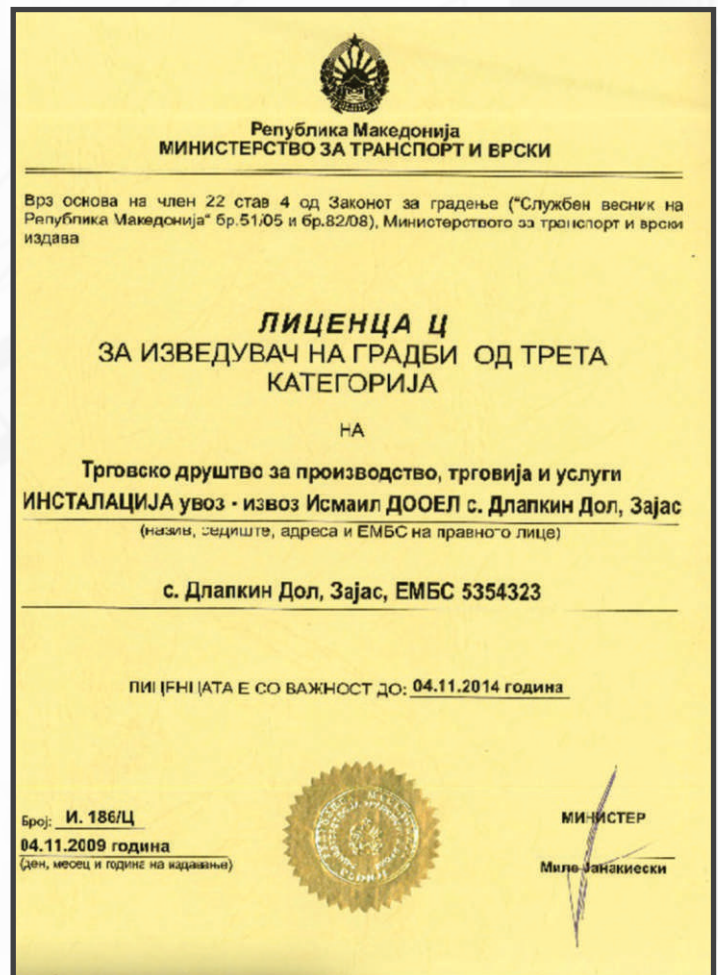 Република Македонија
МИНИСТЕРСТВО ЗА ТРАНСПОРТ И ВРСКИ
Врз основа на член 22 став 4 од Законот за градење ("Службен весник на
Република Македонија" бр.51/05 и бр.82/08), Министерството за транспорт и врски
издава
ЛИЦЕНЦА Ц
ЗА ИЗВЕДУВАЧ НА ГРАДБИ ОД ТРЕТА
КАТЕГОРИЈА
НА
Трговско друштво за производство, трговија и услуги
ИНСТАЛАЦИЈА увоз - извоз Исмаил ДООЕЛ с. Длапкин Дол, Зајас
(назив, седиште, адреса и ЕМБС на правното лице)
с. Длапкин Дол, Зајас, ЕМБС 5354323
ЛИЦЕНЦАТА Е СО ВАЖНОСТ ДО: 04.11.2014 година
Број: И. 186/Ц
04.11.2009 година
(ден, месец и година на издавање)
МИНИСТЕР
Миле Јанакиески